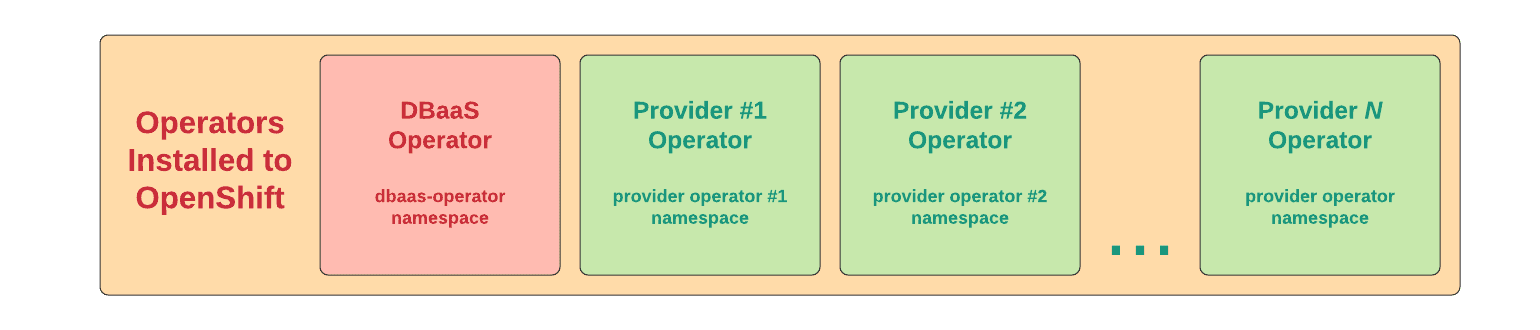 Operators
Installed to
OpenShift
DBaaS
Operator
dbaas-operator
namespace
Provider #1
Operator
provider operator #1
namespace
Provider #2
Operator
provider operator #2
namespace
...
Provider N
Operator
provider operator
namespace